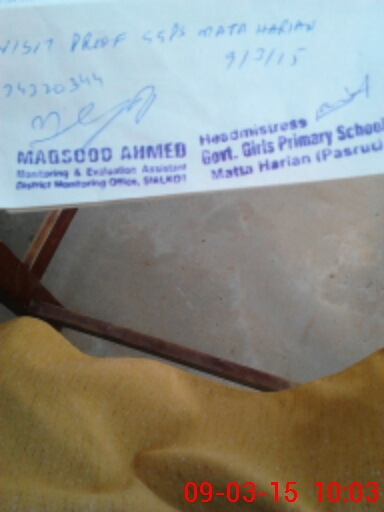 VISIT PROOF GGPS MATA HARIAN
9/3/15
34320344
MAQSOOD AHMED
Monitoring & Evaluation Assistant
District Monitoring Office, SIALKOT
Headmistress
Govt. Girls Primary School
Matta Harian (Pasrur)
09-03-15 10:03